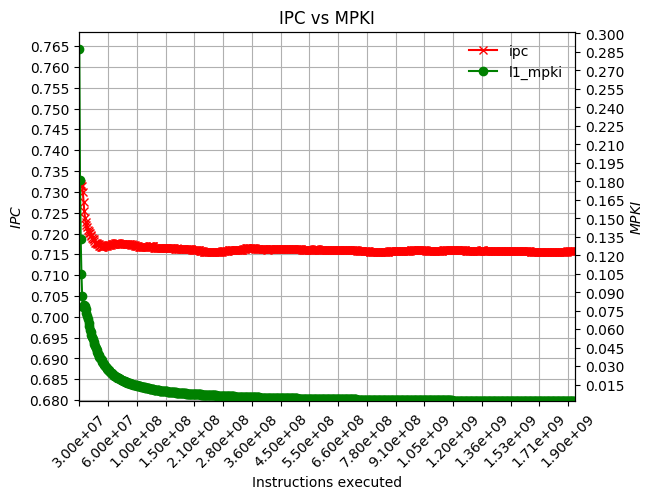 IPC vs MPKI
0.765
0.760
0.755
0.750
0.745
0.740
0.735
0.730
0.725
0.720
0.715
0.710
0.705
0.700
0.695
0.690
0.685
0.680
IPC
ipc
l1_mpki
0.300
0.285
0.270
0.255
0.240
0.225
0.210
0.195
0.180
0.165
0.150
0.135
0.120
0.105
0.090
0.075
0.060
0.045
0.030
0.015
MPKI
3.00e+07
6.00e+07
1.00e+08
1.50e+08
2.10e+08
2.80e+08
3.60e+08
4.50e+08
5.50e+08
6.60e+08
7.80e+08
9.10e+08
1.05e+09
1.20e+09
1.36e+09
1.53e+09
1.71e+09
1.90e+09
Instructions executed